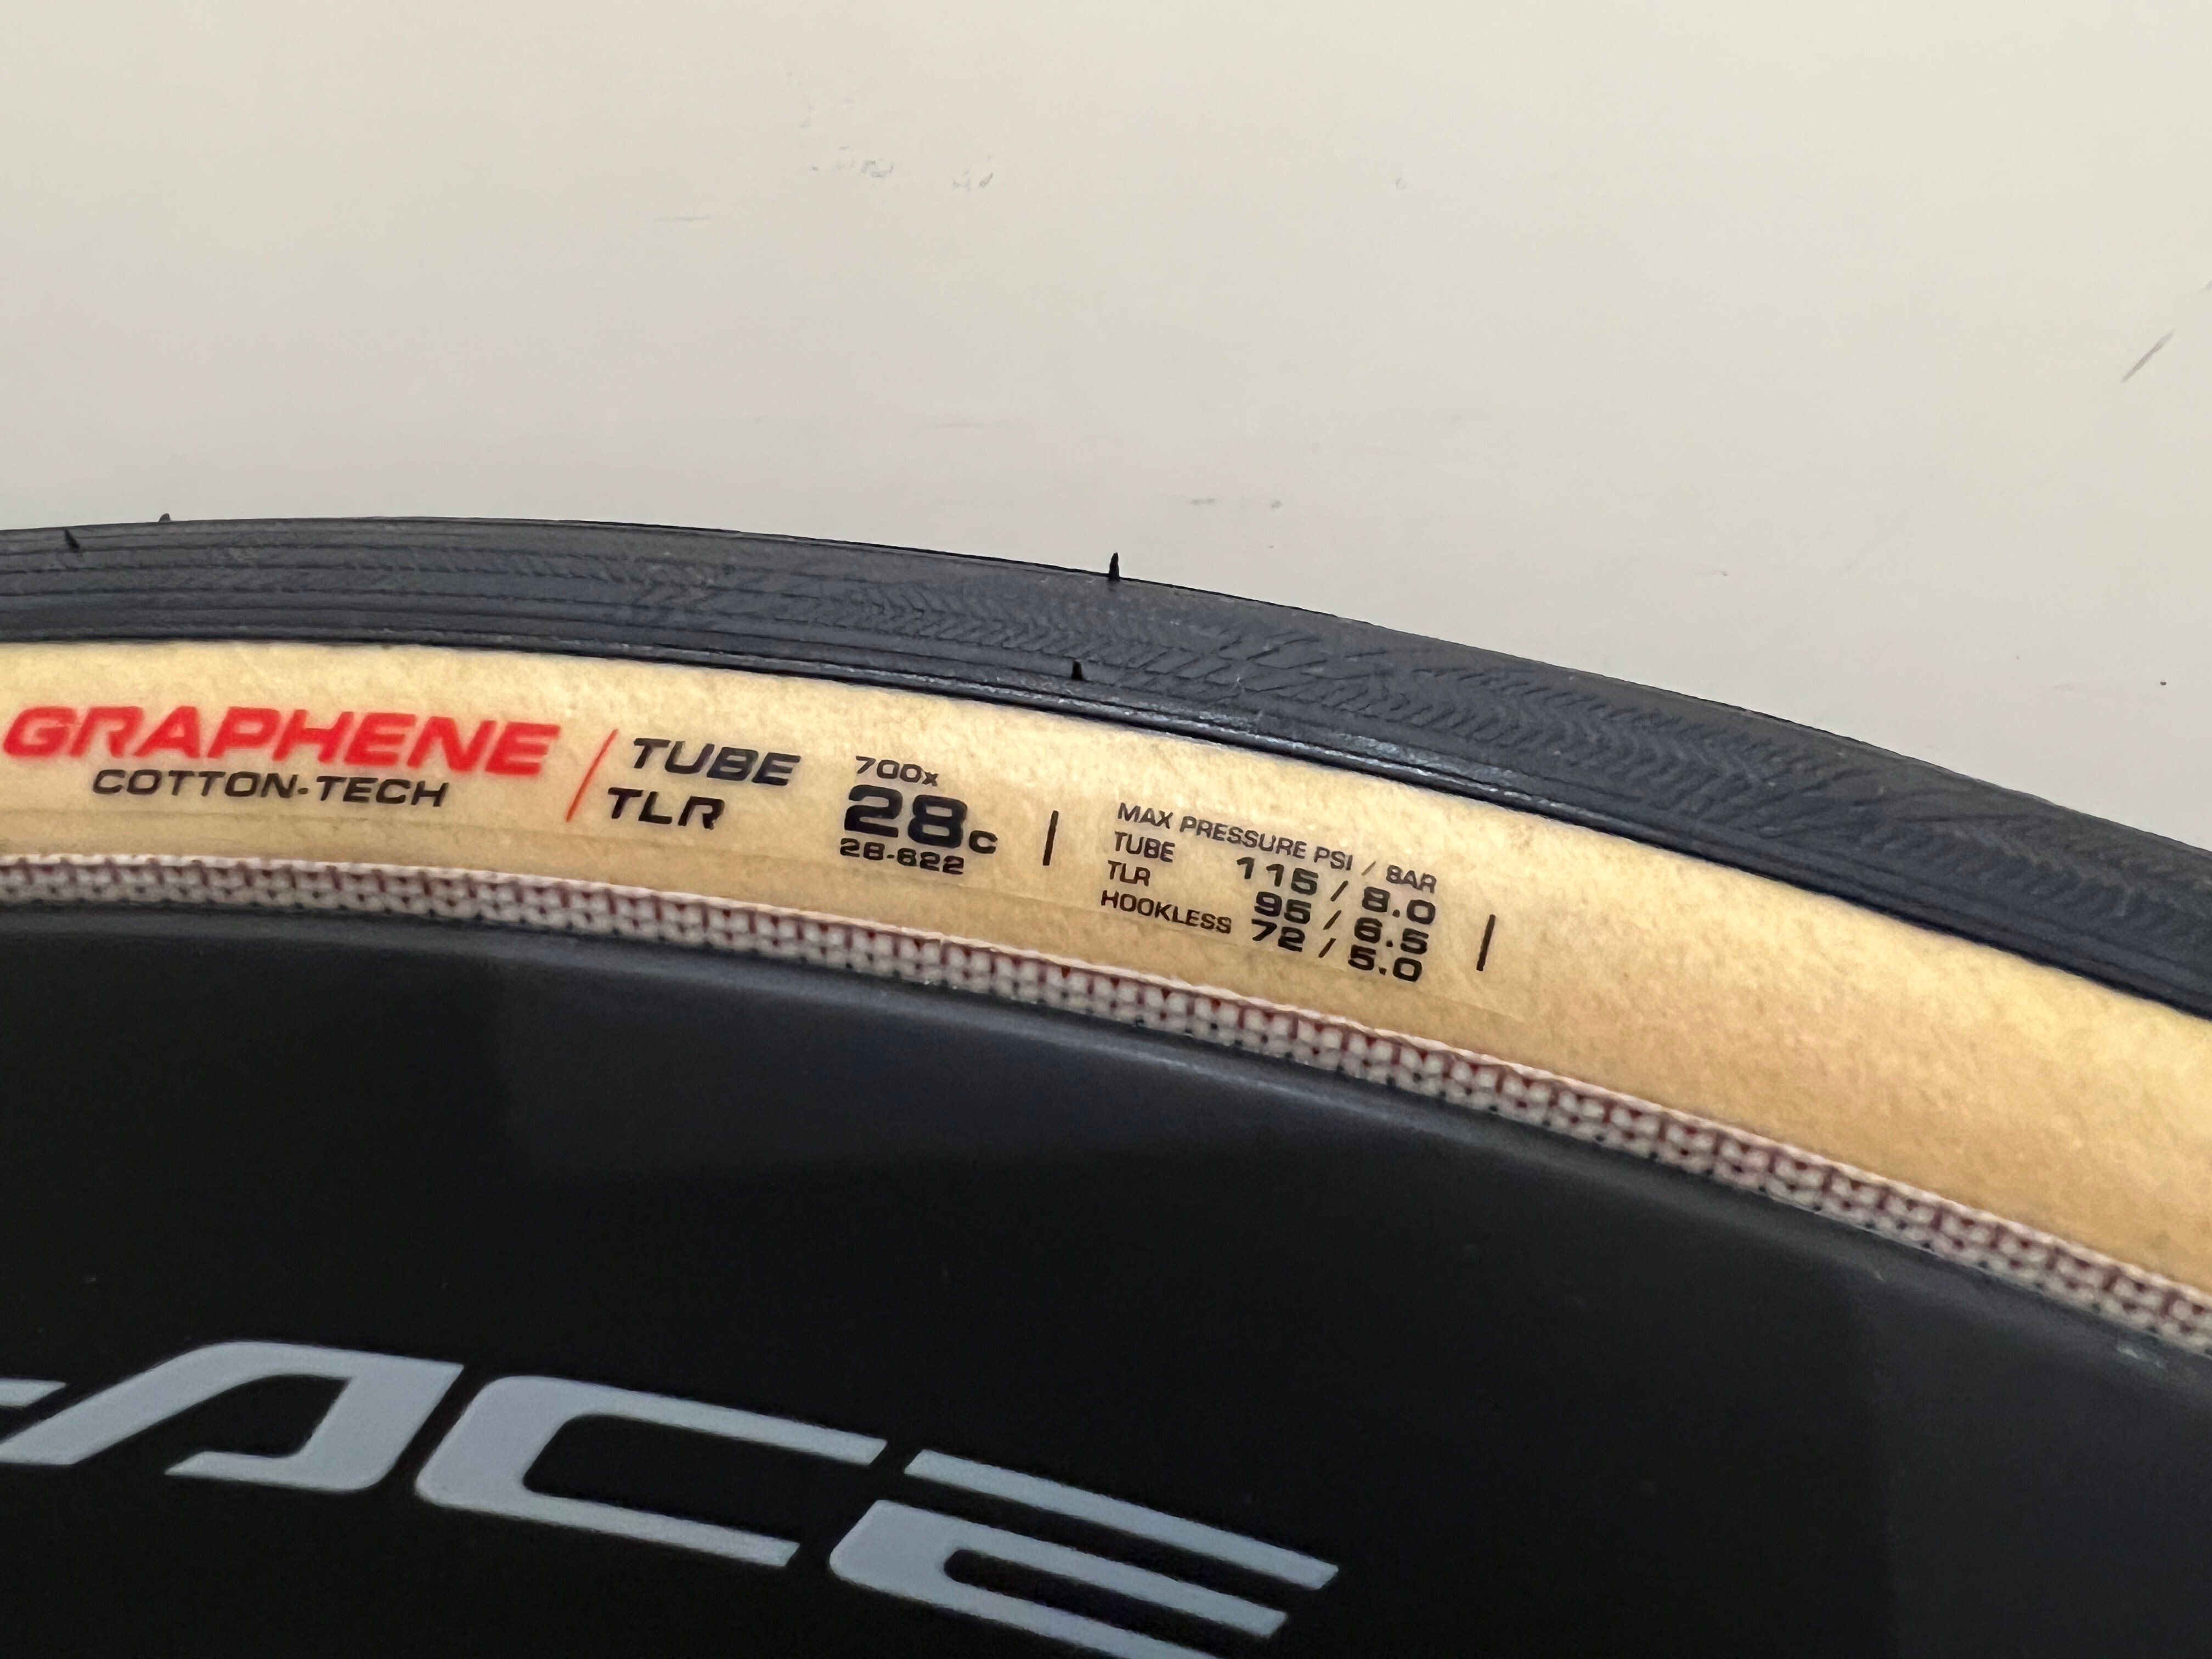 GRAPHENE
COTTON-TECH
TUBE
TLR
700x
28c
28-622
MAX PRESSURE PSI / BAR
TUBE 115 / 8.0
TLR 95 / 6.5
HOOKLESS 72 / 5.0
-ACE